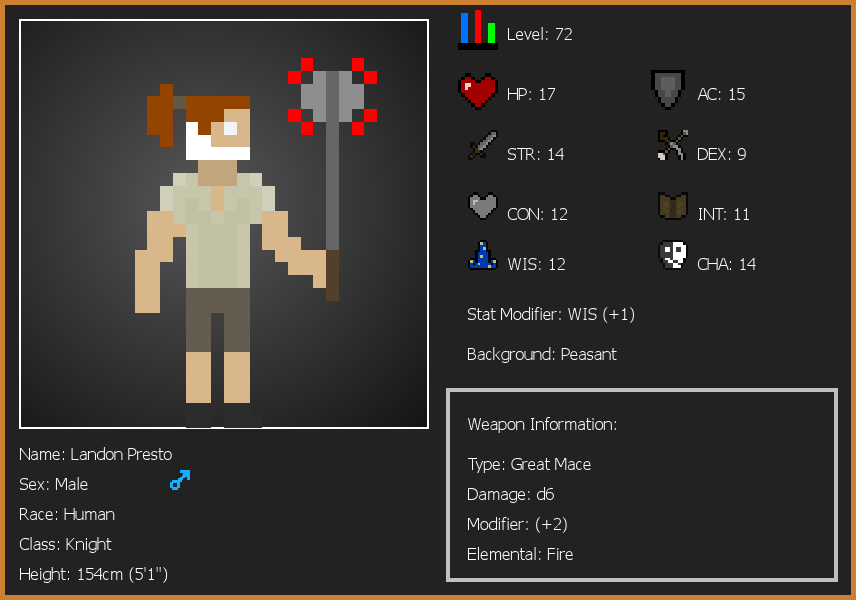 Level: 72
HP: 17
AC: 15
STR: 14
DEX: 9
CON: 12
INT: 11
WIS: 12
CHA: 14
Stat Modifier: WIS (+1)
Background: Peasant
Weapon Information:
Type: Great Mace
Damage: d6
Modifier: (+2)
Elemental: Fire
Name: Landon Presto
Sex: Male
Race: Human
Class: Knight
Height: 154cm (5'1")